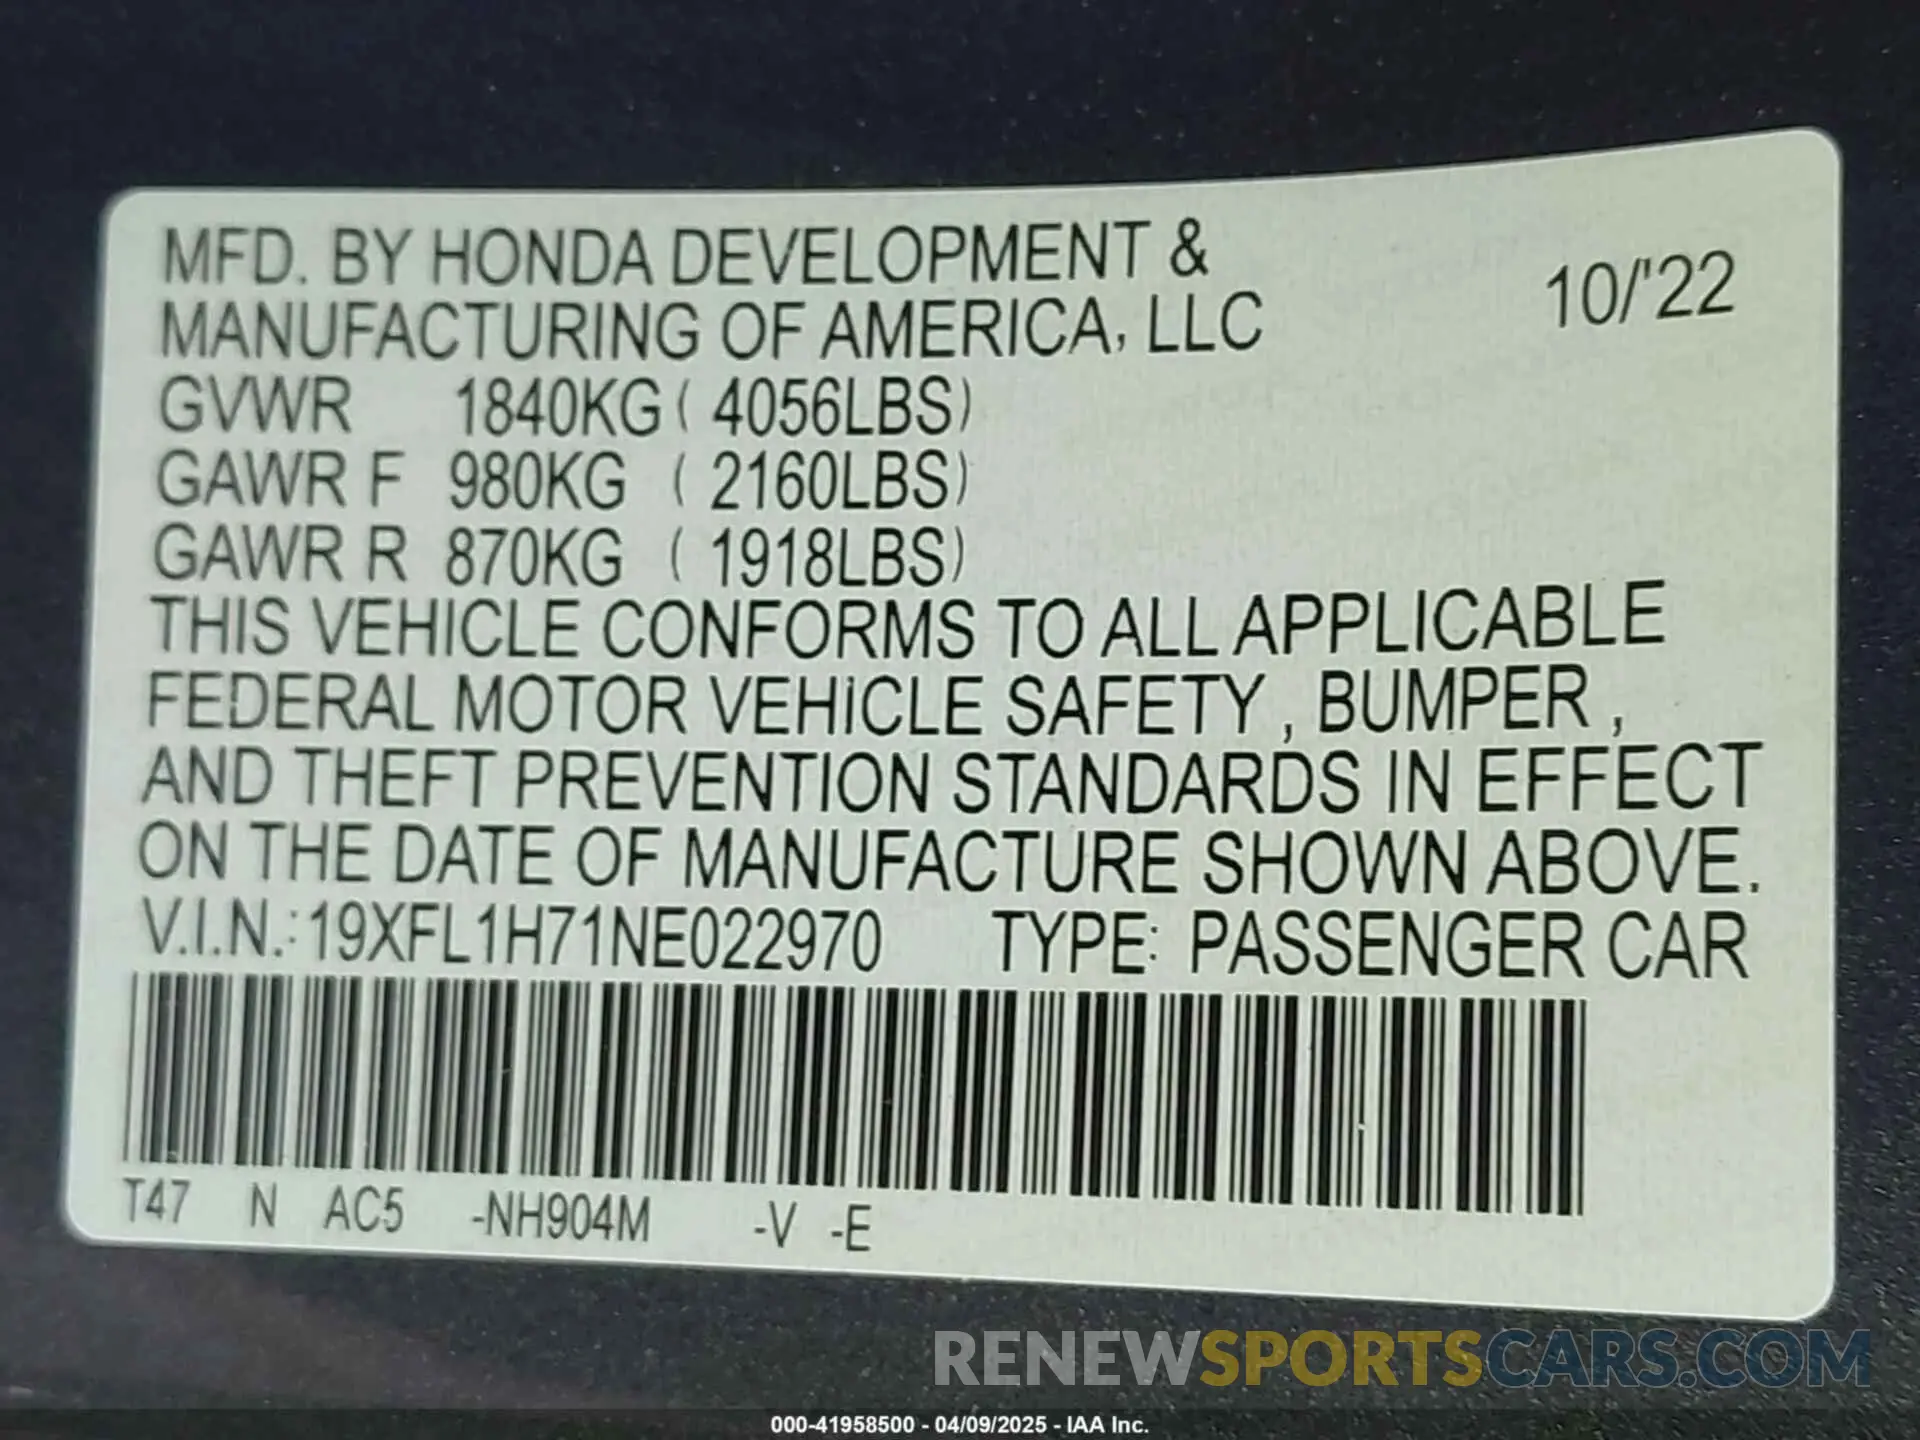 MFD. BY HONDA DEVELOPMENT &
MANUFACTURING OF AMERICA, LLC
10/'22
GVWR 1840KG ( 4056LBS)
GAWR F 980KG ( 2160LBS)
GAWR R 870KG ( 1918LBS)
THIS VEHICLE CONFORMS TO ALL APPLICABLE
FEDERAL MOTOR VEHICLE SAFETY , BUMPER ,
AND THEFT PREVENTION STANDARDS IN EFFECT
ON THE DATE OF MANUFACTURE SHOWN ABOVE.
V.I.N.: 19XFL1H71NE022970 TYPE: PASSENGER CAR
T47 N AC5 -NH904M -V -E
RENEWSPORTSCARS.COM
000-41958500 - 04/09/2025 - IAA Inc.